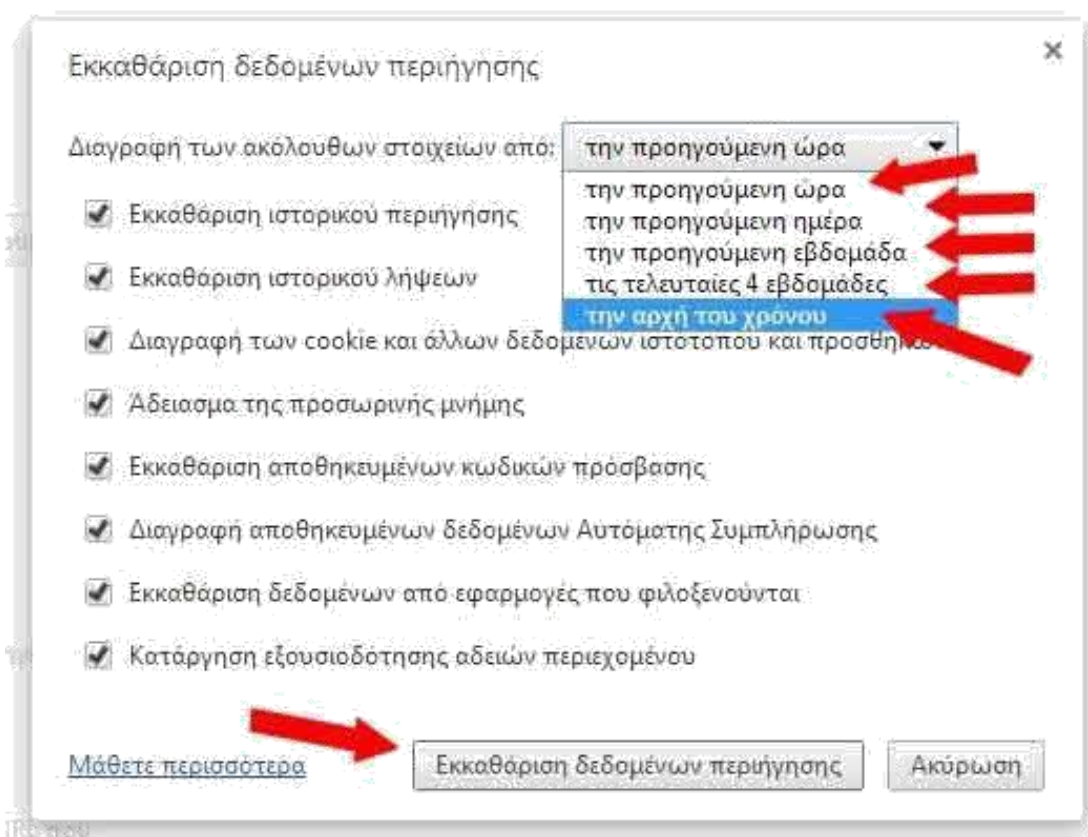 Εκκαθάριση δεδομένων περιήγησης
Διαγραφή των ακόλουθων στοιχείων από: την προηγούμενη ώρα
την προηγούμενη ώρα
την προηγούμενη ημέρα
την προηγούμενη εβδομάδα
τις τελευταίες 4 εβδομάδες
την αρχή του χρόνου
Εκκαθάριση ιστορικού περιήγησης
Εκκαθάριση ιστορικού λήψεων
Διαγραφή των cookie και άλλων δεδομένων ιστότοπου και
Άδειασμα της προσωρινής μνήμης
Εκκαθάριση αποθηκευμένων κωδικών πρόσβασης
Διαγραφή αποθηκευμένων δεδομένων Αυτόματης Συμπλήρωσης
Εκκαθάριση δεδομένων από εφαρμογές που φιλοξενούνται
Κατάργηση εξουσιοδότησης αδειών περιεχομένου
Μάθετε περισσότερα
Εκκαθάριση δεδομένων περιήγησης
Ακύρωση